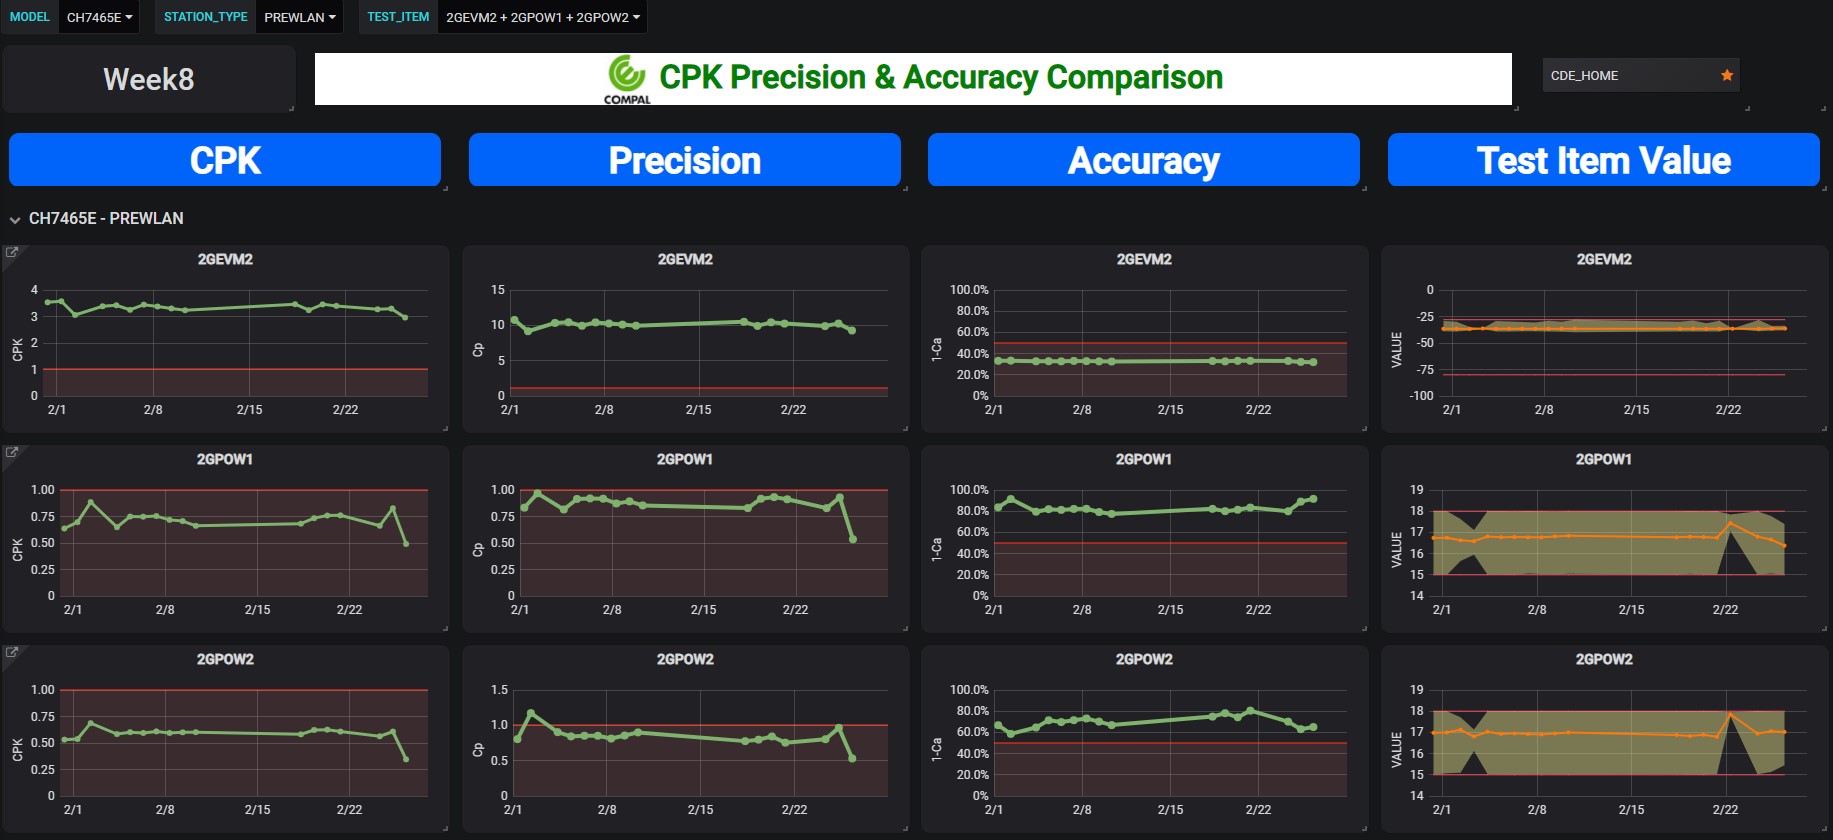 MODEL CH7465E STATION_TYPE PREWLAN TEST_ITEM 2GEVM2 + 2GPOW1 + 2GPOW2
Week8
COMPAL
CPK Precision & Accuracy Comparison
CDE_HOME
CPK Precision Accuracy Test Item Value
CH7465E - PREWLAN
2GEVM2
CPK
4
3
2
1
0
2/1 2/8 2/15 2/22
2GEVM2
Cp
15
10
5
0
2/1 2/8 2/15 2/22
2GEVM2
1-Ca
100.0%
80.0%
60.0%
40.0%
20.0%
0%
2/1 2/8 2/15 2/22
2GEVM2
VALUE
0
-25
-50
-75
-100
2/1 2/8 2/15 2/22
2GPOW1
CPK
1.00
0.75
0.50
0.25
0
2/1 2/8 2/15 2/22
2GPOW1
Cp
1.00
0.75
0.50
0.25
0
2/1 2/8 2/15 2/22
2GPOW1
1-Ca
100.0%
80.0%
60.0%
40.0%
20.0%
0%
2/1 2/8 2/15 2/22
2GPOW1
VALUE
19
18
17
16
15
14
2/1 2/8 2/15 2/22
2GPOW2
CPK
1.00
0.75
0.50
0.25
0
2/1 2/8 2/15 2/22
2GPOW2
Cp
1.5
1.0
0.5
0
2/1 2/8 2/15 2/22
2GPOW2
1-Ca
100.0%
80.0%
60.0%
40.0%
20.0%
0%
2/1 2/8 2/15 2/22
2GPOW2
VALUE
19
18
17
16
15
14
2/1 2/8 2/15 2/22